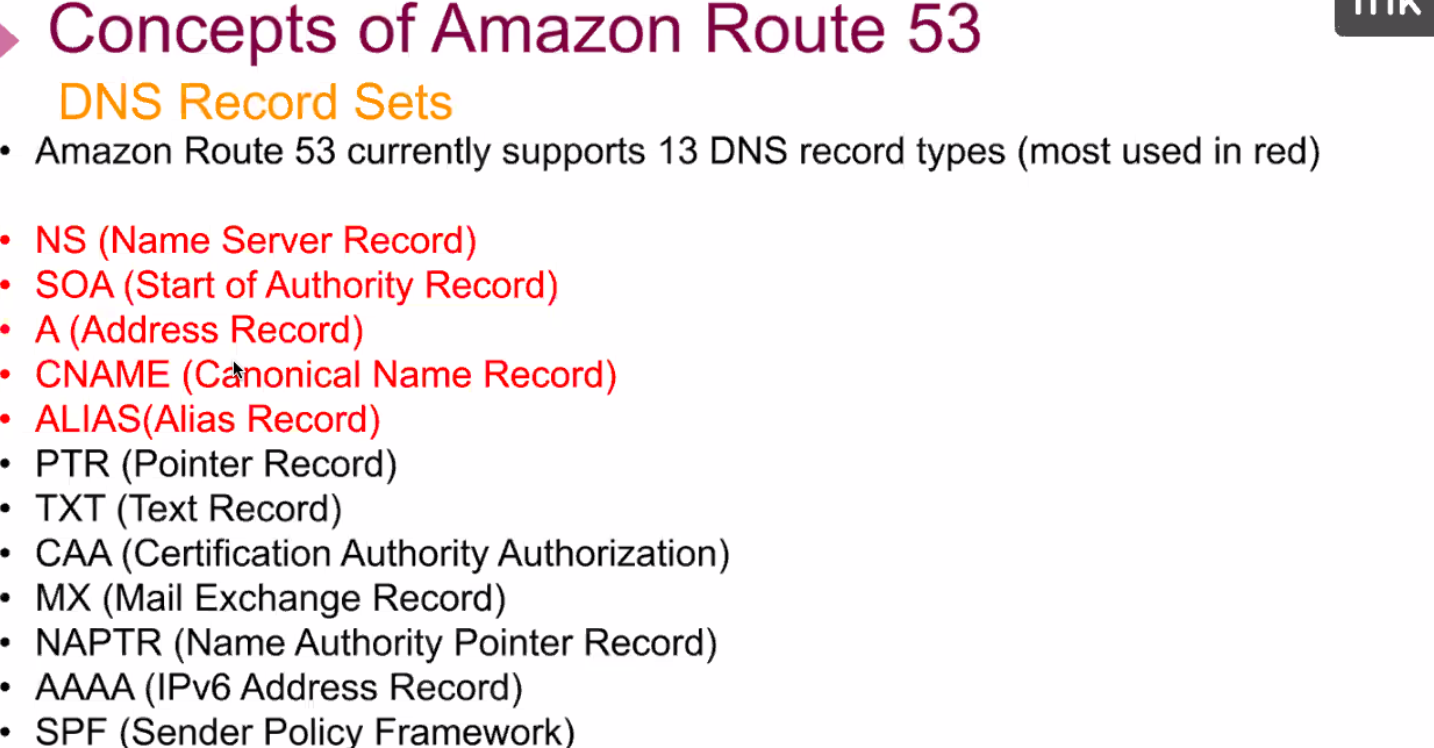 Concepts of Amazon Route 53
DNS Record Sets
• Amazon Route 53 currently supports 13 DNS record types (most used in red)
• NS (Name Server Record)
• SOA (Start of Authority Record)
• A (Address Record)
• CNAME (Canonical Name Record)
• ALIAS(Alias Record)
• PTR (Pointer Record)
• TXT (Text Record)
• CAA (Certification Authority Authorization)
• MX (Mail Exchange Record)
• NAPTR (Name Authority Pointer Record)
• AAAA (IPv6 Address Record)
• SPF (Sender Policy Framework)